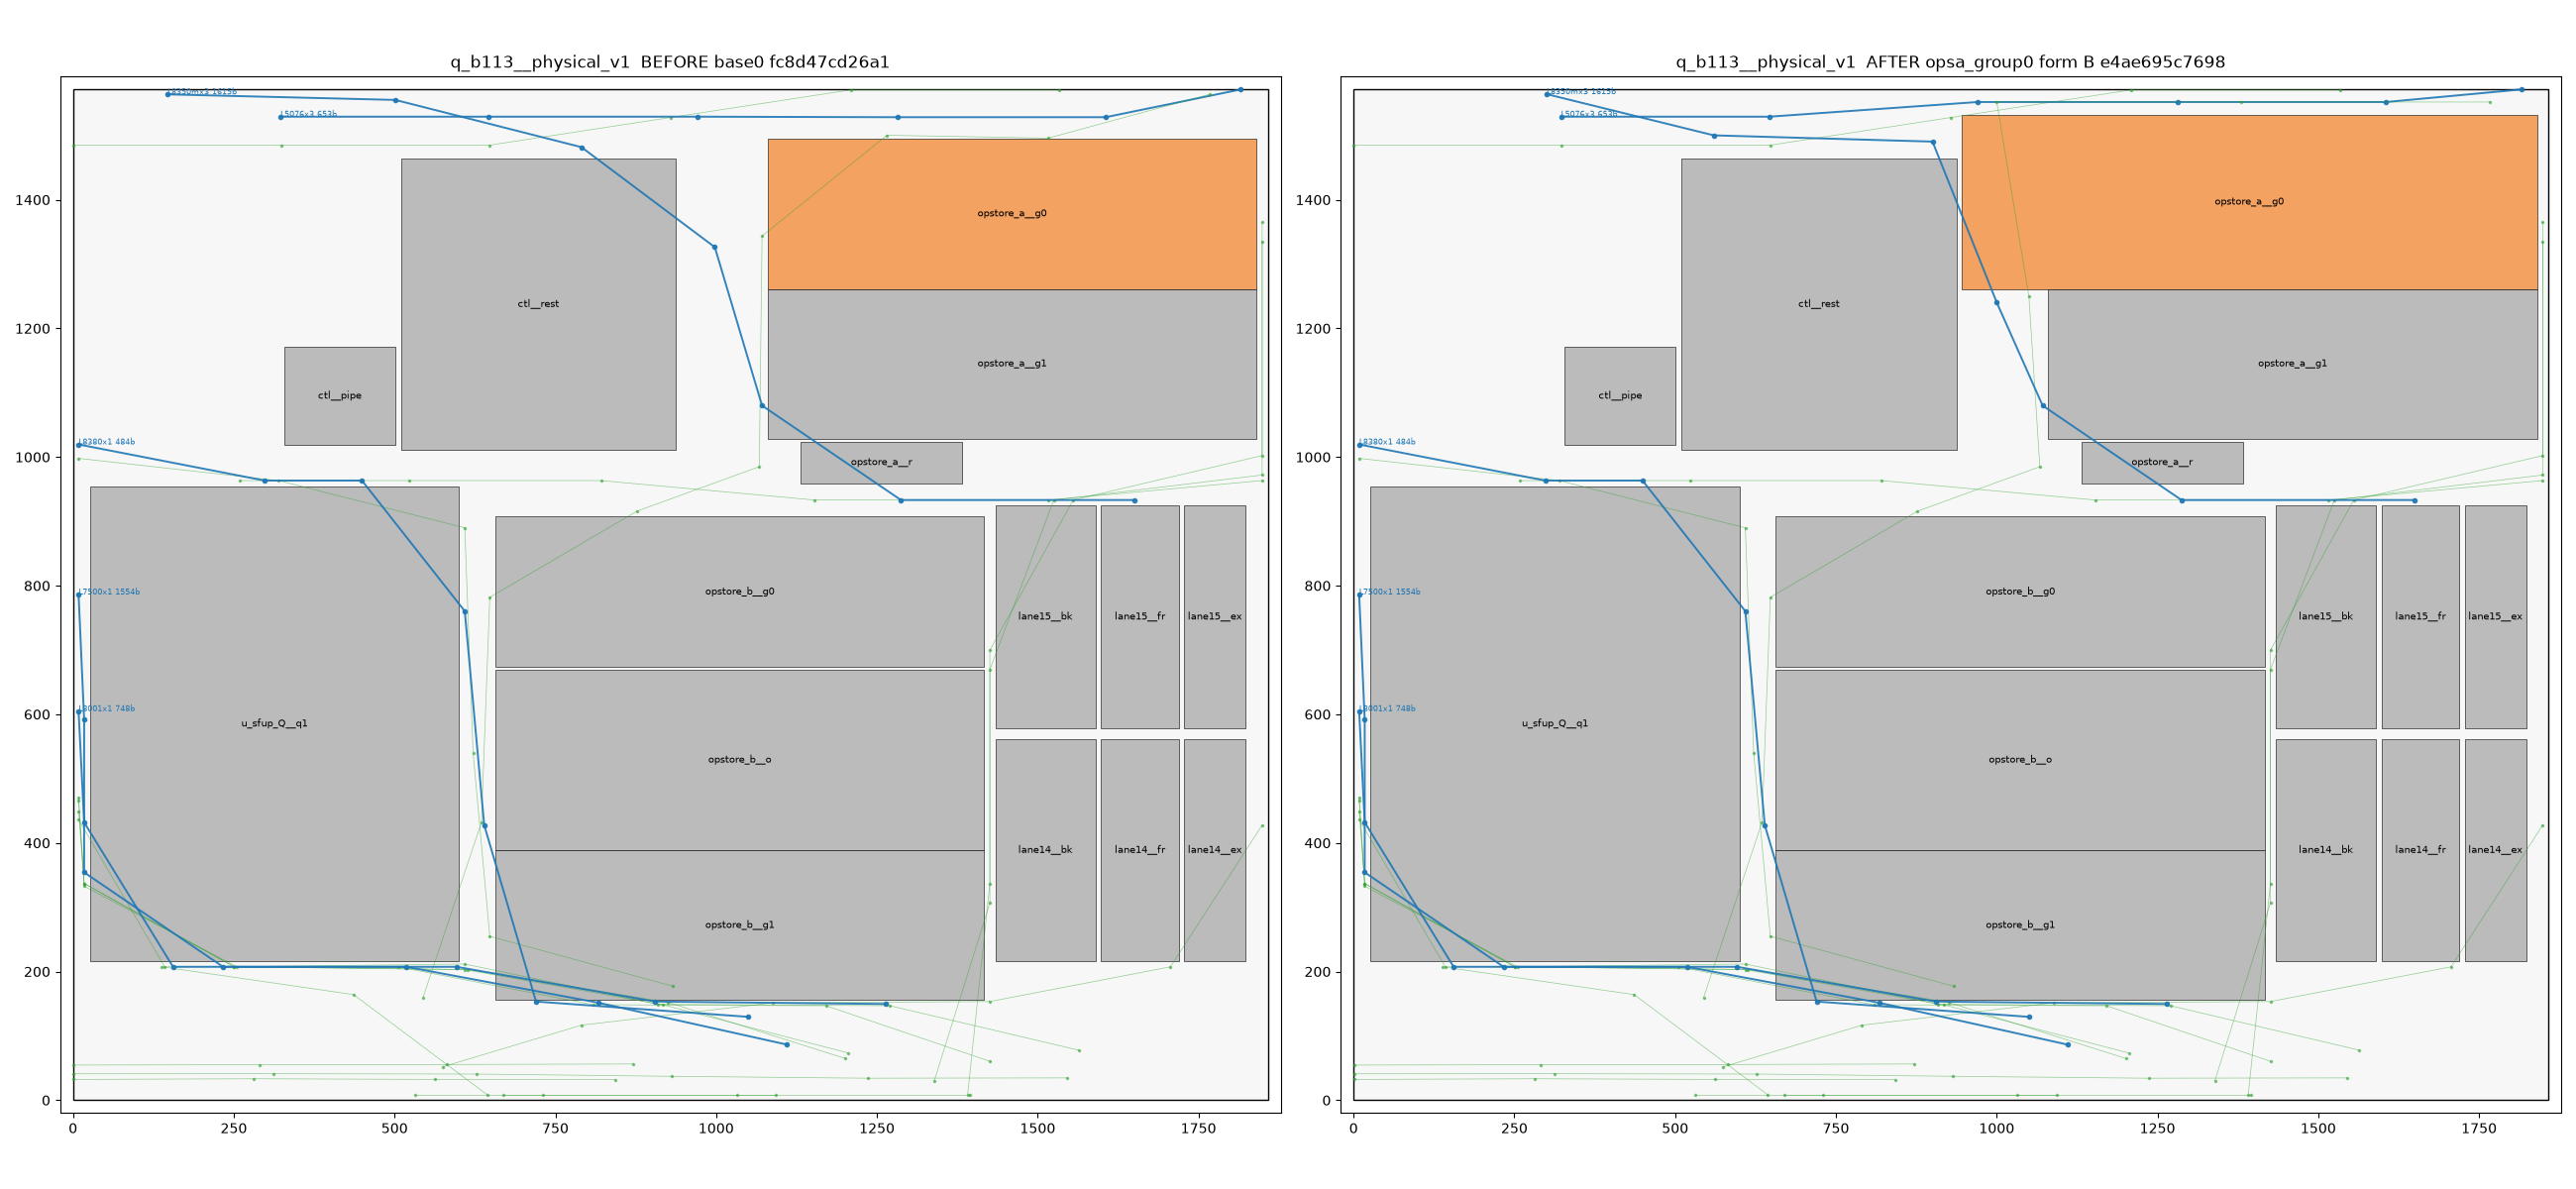 q_b113__physical_v1 BEFORE base0 fc8d47cd26a1
1400
1200
1000
800
600
400
200
0
0 250 500 750 1000 1250 1500 1750
L5076x3 653b
opstore_a__g0
ctl__rest
opstore_a__g1
ctl__pipe
L8380x1 484b
opstore_a__r
L7500x1 1554b
opstore_b__g0
lane15__bk lane15__fr lane15__ex
748b
u_sfup_Q__q1
opstore_b__o
lane14__bk lane14__fr lane14__ex
opstore_b__g1
q_b113__physical_v1 AFTER opsa_group0 form B e4ae695c7698
1400
1200
1000
800
600
400
200
0
0 250 500 750 1000 1250 1500 1750
L5076x3 653b
opstore_a__g0
ctl__rest
opstore_a__g1
ctl__pipe
L8380x1 484b
opstore_a__r
L7500x1 1554b
opstore_b__g0
lane15__bk lane15__fr lane15__ex
748b
u_sfup_Q__q1
opstore_b__o
lane14__bk lane14__fr lane14__ex
opstore_b__g1